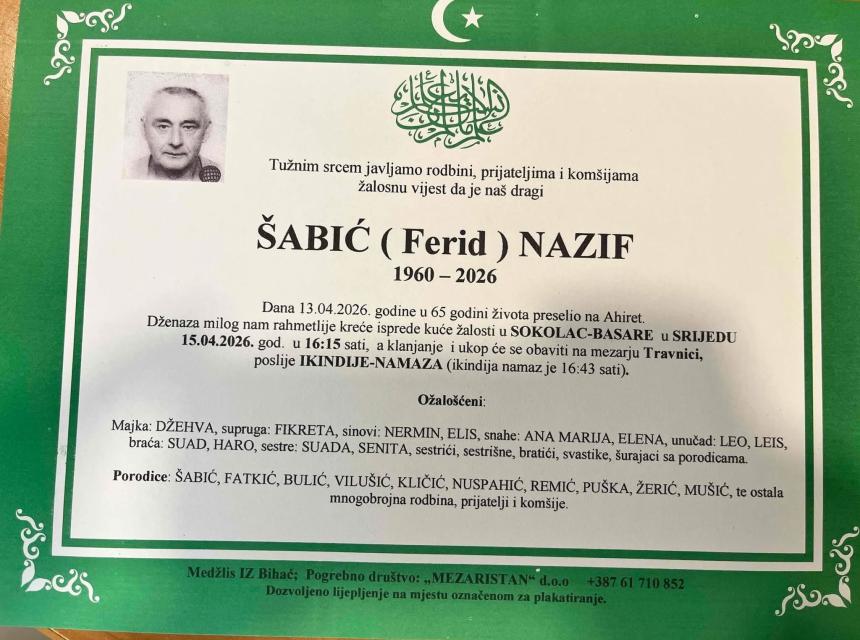 Tužnim srcem javljamo rodbini, prijateljima i komšijama
žalosnu vijest da je naš dragi
ŠABIĆ ( Ferid ) NAZIF
1960 – 2026
Dana 13.04.2026. godine u 65 godini života preselio na Ahiret.
Dženaza milog nam rahmetlije kreće isprede kuće žalosti u SOKOLAC-BASARE u SRIJEDU
15.04.2026. god. u 16:15 sati, a klanjanje i ukop će se obaviti na mezarju Travnici,
poslije IKINDIJE-NAMAZA (ikindija namaz je 16:43 sati).
Ožalošćeni:
Majka: DŽEHVA, supruga: FIKRETA, sinovi: NERMIN, ELIS, snahe: ANA MARIJA, ELENA, unučad: LEO, LEIS,
braća: SUAD, HARO, sestre: SUADA, SENITA, sestrići, sestrišne, bratići, svastike, šurajaci sa porodicama.
Porodice: ŠABIĆ, FATKIĆ, BULIĆ, VILUŠIĆ, KLIČIĆ, NUSPAHIĆ, REMIĆ, PUŠKA, ŽERIĆ, MUŠIĆ, te ostala
mnogobrojna rodbina, prijatelji i komšije.
Medžlis IZ Bihać; Pogrebno društvo: „MEZARISTAN“ d.o.o +387 61 710 852
Dozvoljeno lijepljenje na mjestu označenom za plakatiranje.